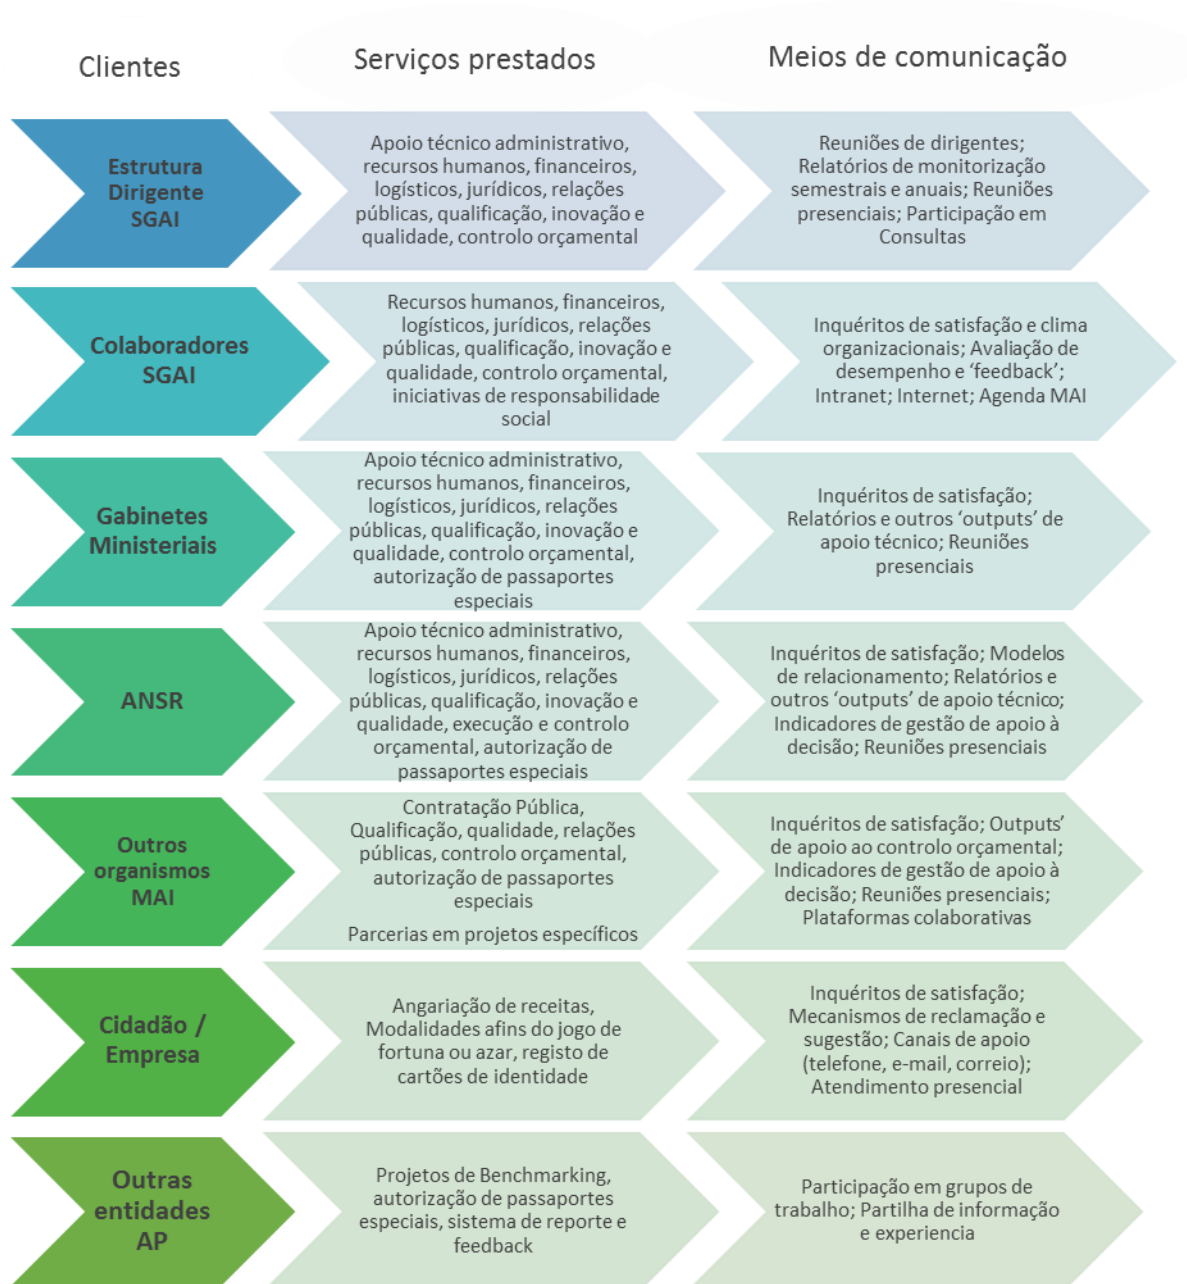 Clientes
Serviços prestados
Meios de comunicação
Estrutura
Dirigente
SGAI
Apoio técnico administrativo,
recursos humanos, financeiros,
logísticos, jurídicos, relações
públicas, qualificação, inovação e
qualidade, controlo orçamental
Reuniões de dirigentes;
Relatórios de monitorização
semestrais e anuais; Reuniões
presenciais; Participação em
Consultas
Colaboradores
SGAI
Recursos humanos, financeiros,
logísticos, jurídicos, relações
públicas, qualificação, inovação e
qualidade, controlo orçamental,
iniciativas de responsabilidade
social
Inquéritos de satisfação e clima
organizacionais; Avaliação de
desempenho e ‘feedback’;
Intranet; Internet; Agenda MAI
Gabinetes
Ministeriais
Apoio técnico administrativo,
recursos humanos, financeiros,
logísticos, jurídicos, relações
públicas, qualificação, inovação e
qualidade, controlo orçamental,
autorização de passaportes
especiais
Inquéritos de satisfação;
Relatórios e outros ‘outputs’ de
apoio técnico; Reuniões
presenciais
ANSR
Apoio técnico administrativo,
recursos humanos, financeiros,
logísticos, jurídicos, relações
públicas, qualificação, inovação e
qualidade, execução e controlo
orçamental, autorização de
passaportes especiais
Inquéritos de satisfação; Modelos
de relacionamento; Relatórios e
outros ‘outputs’ de apoio técnico;
Indicadores de gestão de apoio à
decisão; Reuniões presenciais
Outros
organismos
MAI
Contratação Pública,
Qualificação, qualidade, relações
públicas, controlo orçamental,
autorização de passaportes
especiais
Parcerias em projetos específicos
Inquéritos de satisfação; Outputs’
de apoio ao controlo orçamental;
Indicadores de gestão de apoio à
decisão; Reuniões presenciais;
Plataformas colaborativas
Cidadão /
Empresa
Angariação de receitas,
Modalidades afins do jogo de
fortuna ou azar, registo de
cartões de identidade
Inquéritos de satisfação;
Mecanismos de reclamação e
sugestão; Canais de apoio
(telefone, e-mail, correio);
Atendimento presencial
Outras
entidades
AP
Projetos de Benchmarking,
autorização de passaportes
especiais, sistema de reporte e
feedback
Participação em grupos de
trabalho; Partilha de informação
e experiencia